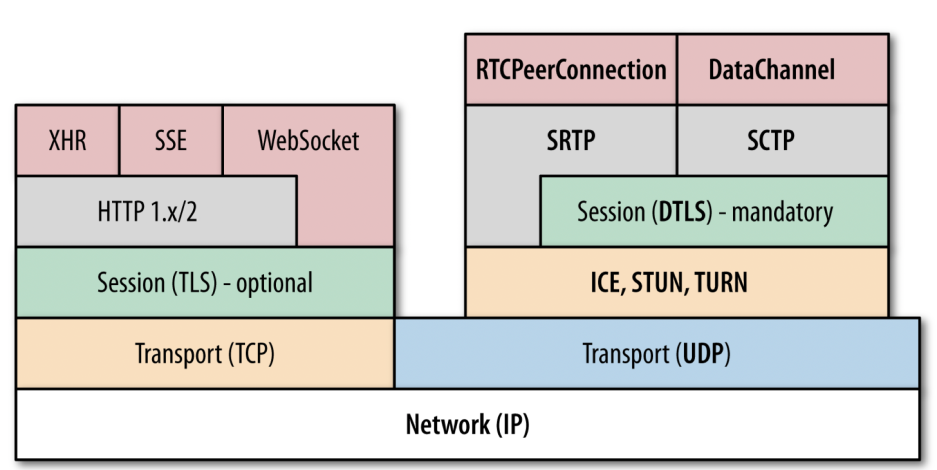 RTCPeerConnection
DataChannel
XHR
SSE
WebSocket
SRTP
SCTP
HTTP 1.x/2
Session (DTLS) - mandatory
Session (TLS) - optional
ICE, STUN, TURN
Transport (TCP)
Transport (UDP)
Network (IP)